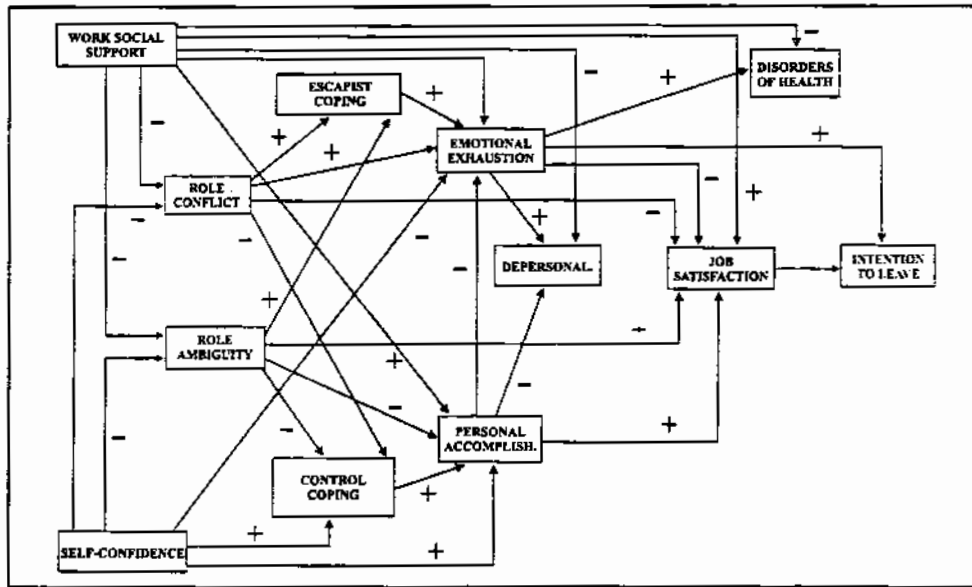 WORK SOCIAL
SUPPORT
DISORDERS
OF HEALTH
ESCAPIST
COPING
EMOTIONAL
EXHAUSTION
ROLE
CONFLICT
DEPERSONAL.
JOB
SATISFACTION
INTENTION
TO LEAVE
ROLE
AMBIGUITY
PERSONAL
ACCOMPLISH.
CONTROL
COPING
SELF-CONFIDENCE